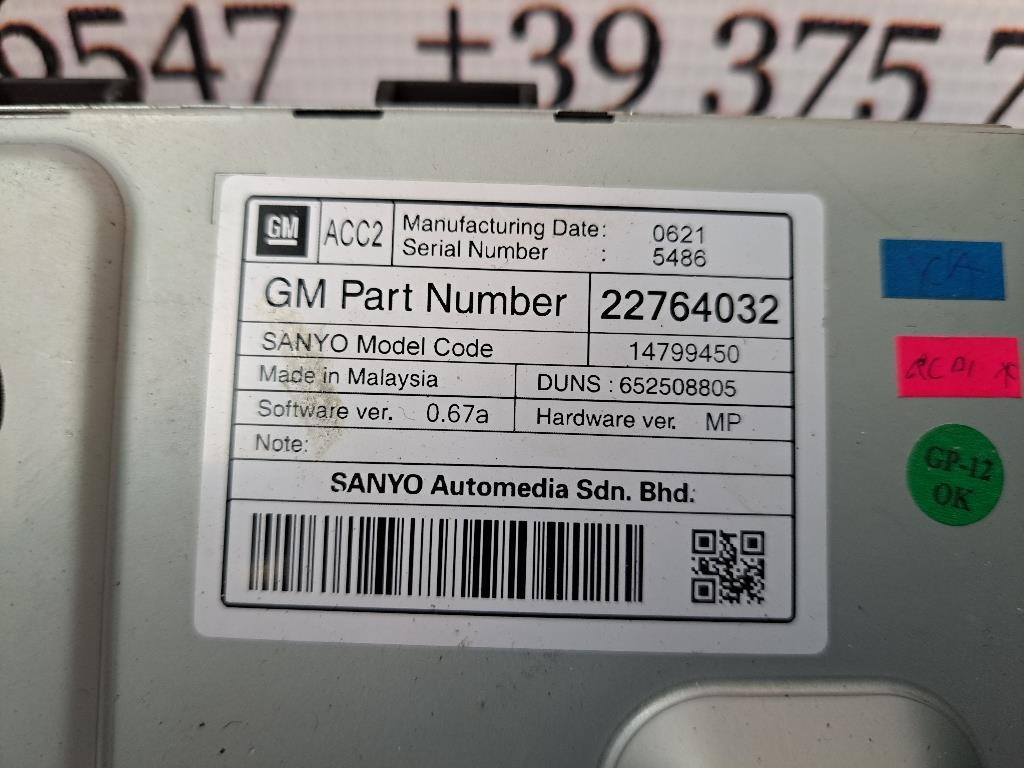 9547 +39 375 7
GM ACC2 Manufacturing Date: 0621
Serial Number : 5486
GM Part Number 22764032
SANYO Model Code 14799450
Made in Malaysia DUNS : 652508805
Software ver. 0.67a Hardware ver. MP
Note:
SANYO Automedia Sdn. Bhd.
GP-12
OK